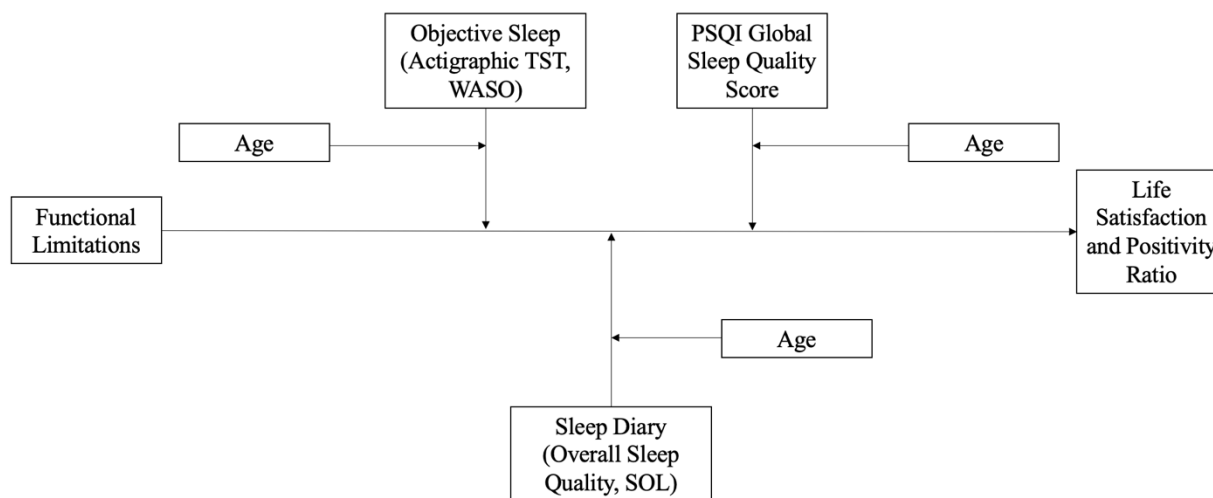 Objective Sleep
(Actigraphic TST,
WASO)
PSQI Global
Sleep Quality
Score
Age
Age
Functional
Limitations
Life
Satisfaction
and Positivity
Ratio
Age
Sleep Diary
(Overall Sleep
Quality, SOL)